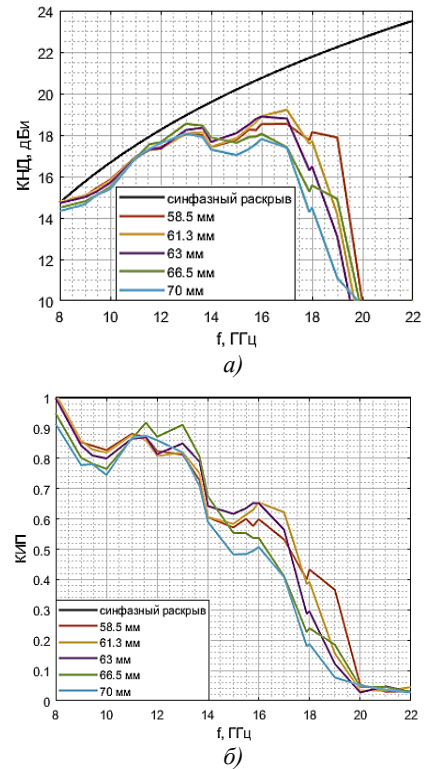 24
22
20
18
16
14
12
10
КНД, дБи
синфазный раскрыв
58.5 мм
61.3 мм
63 мм
66.5 мм
70 мм
8 10 12 14 16 18 20 22
f, ГГц
а)
1
0.9
0.8
0.7
0.6
0.5
0.4
0.3
0.2
0.1
0
КИП
синфазный раскрыв
58.5 мм
61.3 мм
63 мм
66.5 мм
70 мм
8 10 12 14 16 18 20 22
f, ГГц
б)